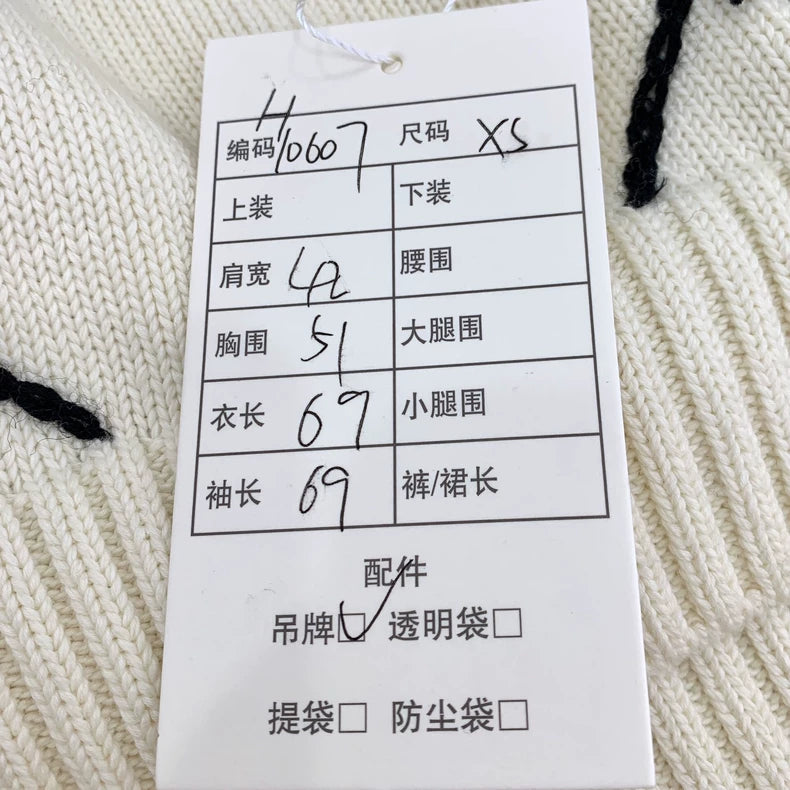 H
编码 10607 尺码 XS
上装 下装
肩宽 42 腰围
胸围 51 大腿围
衣长 69 小腿围
袖长 69 裤/裙长
配件
吊牌☑ 透明袋□
提袋□ 防尘袋□